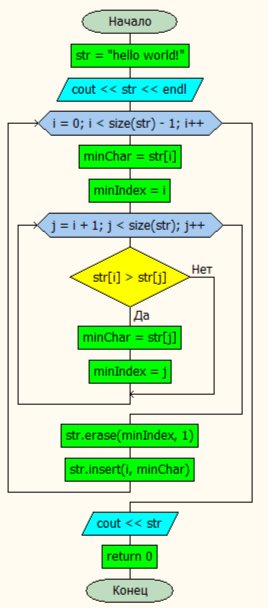 Начало
str = "hello world!"
cout << str << endl
i = 0; i < size(str) - 1; i++
minChar = str[i]
minIndex = i
j = i + 1; j < size(str); j++
str[i] > str[j]
Нет
Да
minChar = str[j]
minIndex = j
str.erase(minIndex, 1)
str.insert(i, minChar)
cout << str
return 0
Конец